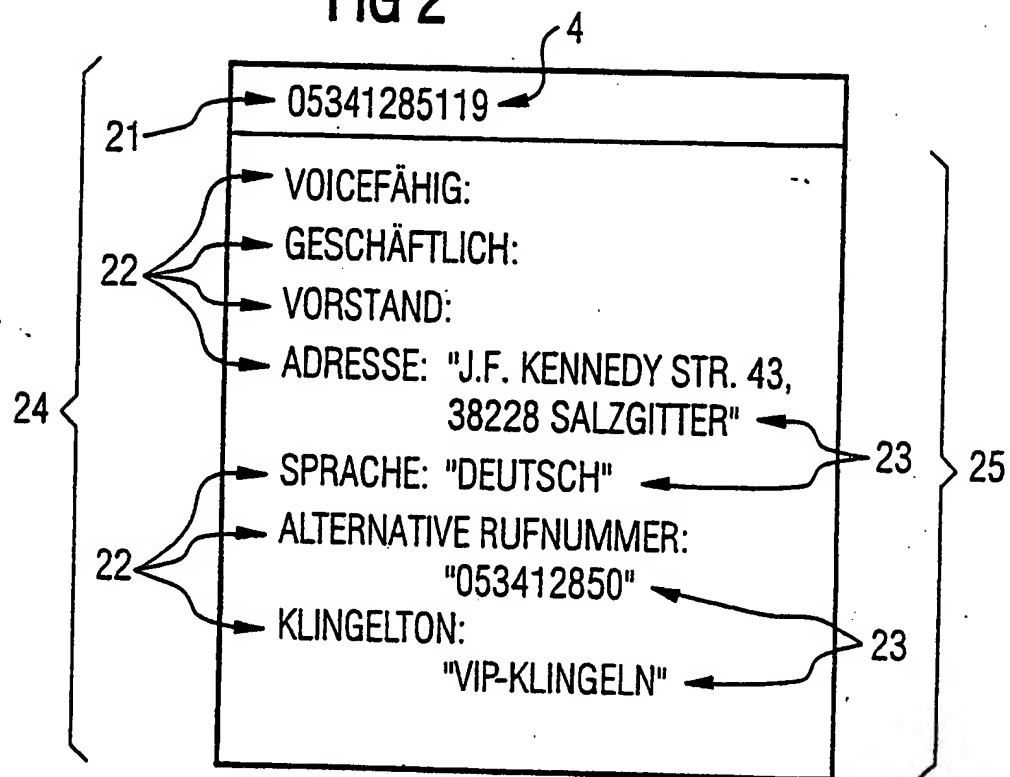 FIG 2
4
21
05341285119
22
VOICEFÄHIG:
GESCHÄFTLICH:
VORSTAND:
ADRESSE: "J.F. KENNEDY STR. 43,
38228 SALZGITTER"
24
23
25
SPRACHE: "DEUTSCH"
22
ALTERNATIVE RUFNUMMER:
"053412850"
KLINGELTON:
23
"VIP-KLINGELN"